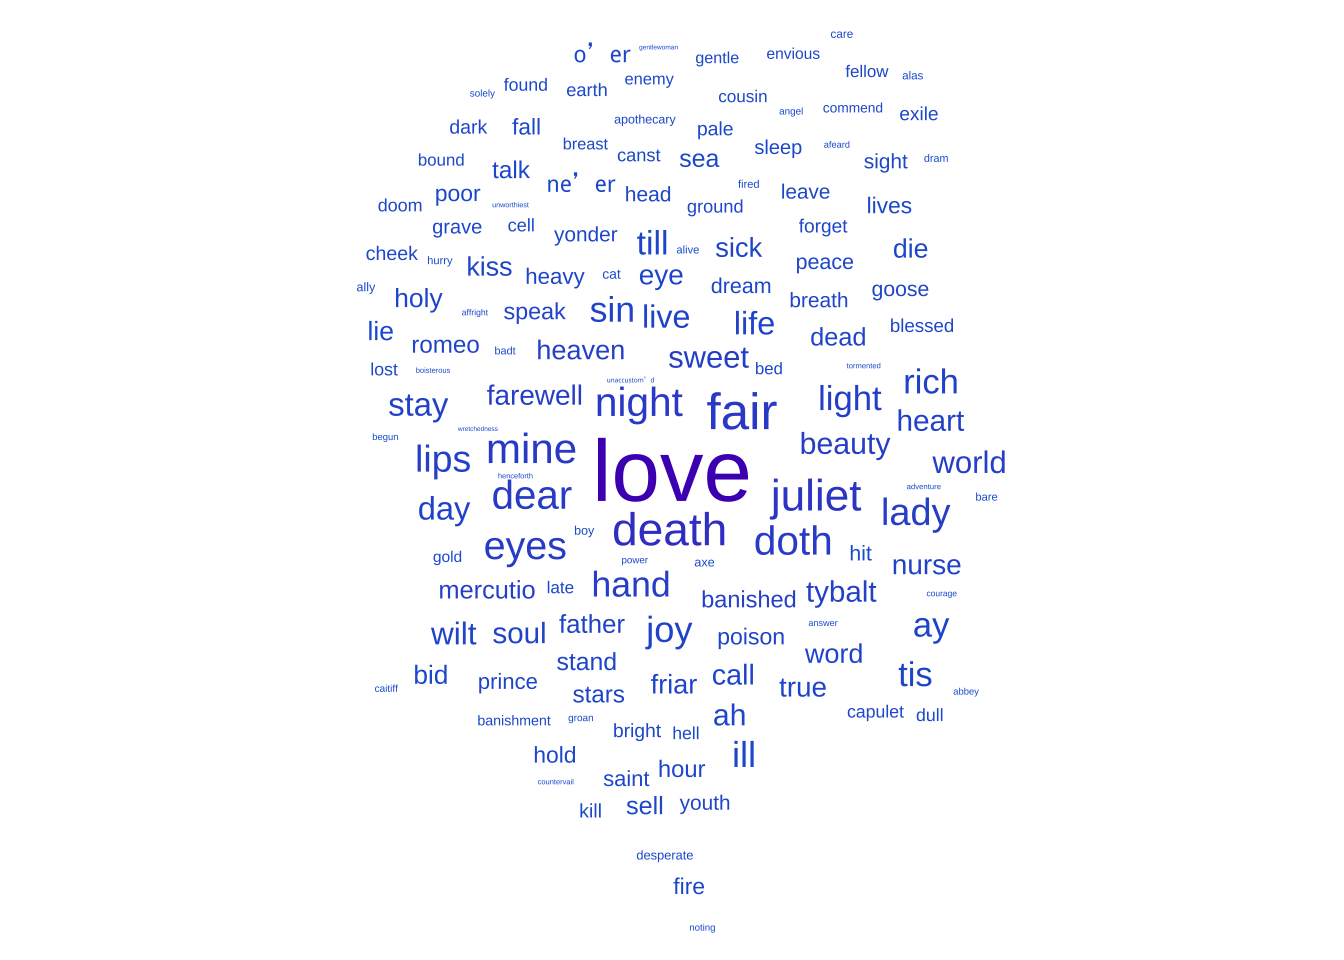 care
o’ er gentlewoman gentle envious
fellow alas
solely found earth enemy cousin
angel commend exile
dark fall apothecary pale
breast canst sea sleep afeard sight dram
bound talk ne’ er head fired leave
doom poor unworthiest ground lives
grave cell yonder till alive sick forget die
cheek hurry kiss heavy cat eye dream peace goose
ally holy affright speak sin live life breath blessed
lie romeo badt heaven sweet bed dead
lost boisterous unaccustom’ d tormented rich
stay farewell night fair light heart
begun wretchedness mine love beauty world
lips henceforth juliet adventure bare
day dear death doth lady
eyes boy hit nurse
gold power axe
mercutio late hand banished tybalt courage
wilt soul father joy poison answer ay
stand word
bid prince stars friar call true tis
caitiff abbey
banishment groan bright hell ah capulet dull
hold hour ill
countervail saint
kill sell youth
desperate
fire
noting